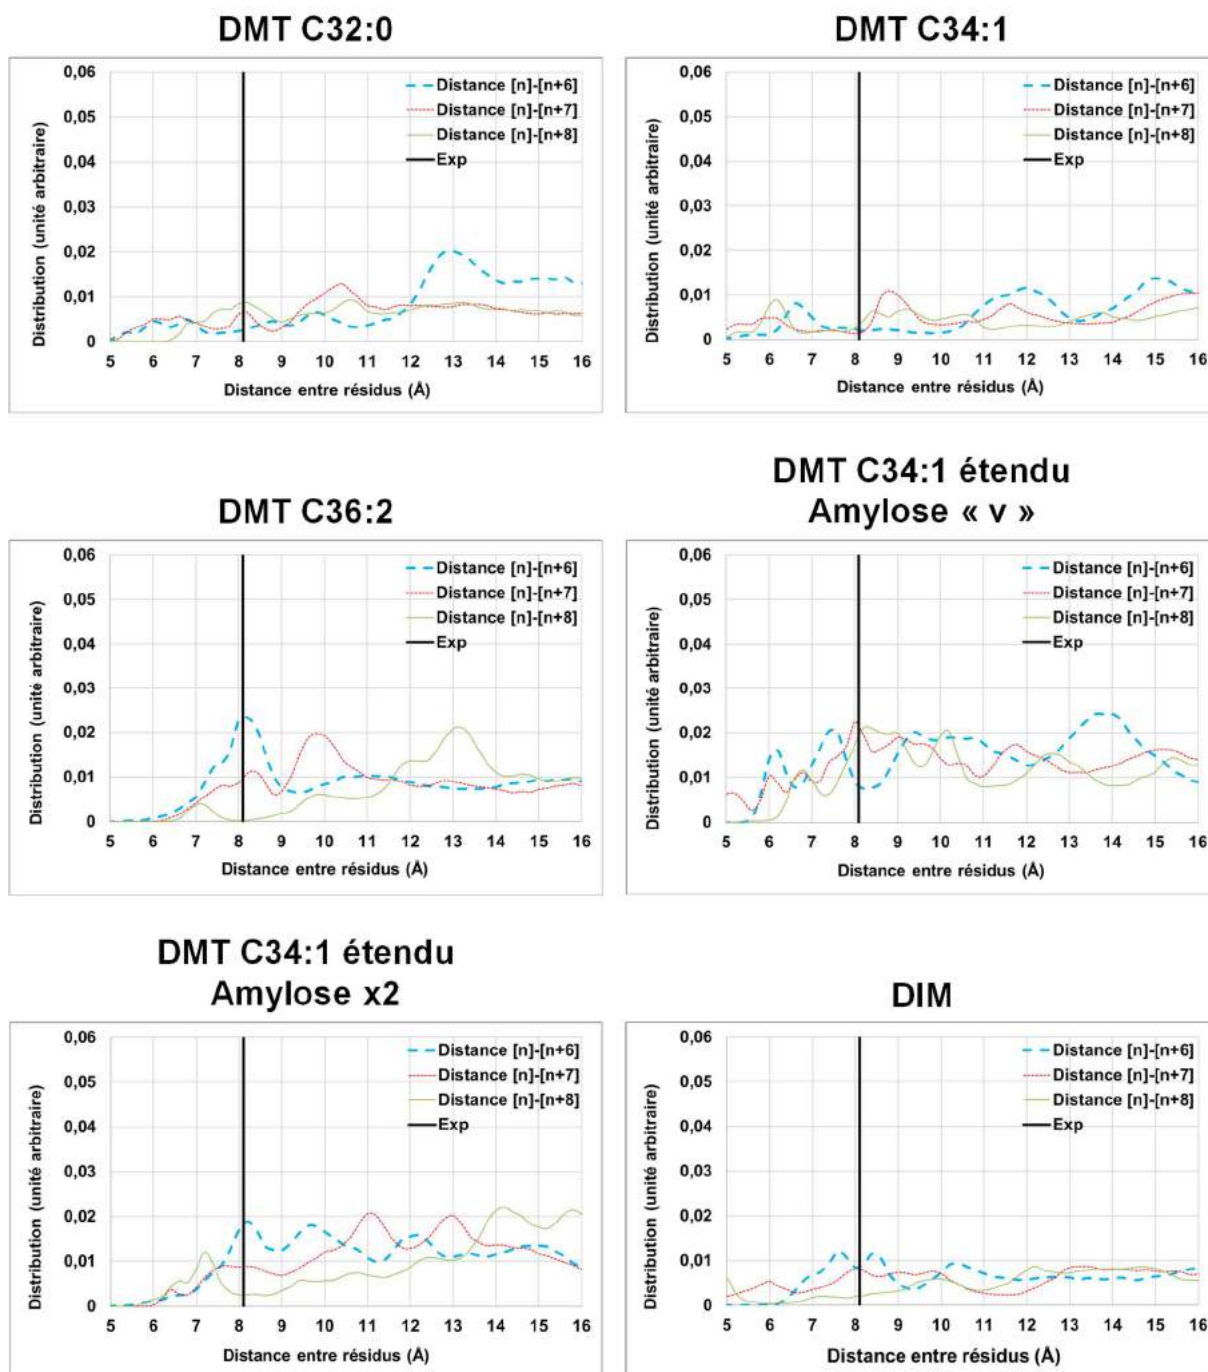 DMT C32:0
0,06
0,05
0,04
0,03
0,02
0,01
0
Distribution (unité arbitraire)
Distance [n]-[n+6]
Distance [n]-[n+7]
Distance [n]-[n+8]
Exp
5 6 7 8 9 10 11 12 13 14 15 16
Distance entre résidus (Å)
DMT C34:1
0,06
0,05
0,04
0,03
0,02
0,01
0
Distribution (unité arbitraire)
Distance [n]-[n+6]
Distance [n]-[n+7]
Distance [n]-[n+8]
Exp
5 6 7 8 9 10 11 12 13 14 15 16
Distance entre résidus (Å)
DMT C36:2
0,06
0,05
0,04
0,03
0,02
0,01
0
Distribution (unité arbitraire)
Distance [n]-[n+6]
Distance [n]-[n+7]
Distance [n]-[n+8]
Exp
5 6 7 8 9 10 11 12 13 14 15 16
Distance entre résidus (Å)
DMT C34:1 étendu
Amylose « v »
0,06
0,05
0,04
0,03
0,02
0,01
0
Distribution (unité arbitraire)
Distance [n]-[n+6]
Distance [n]-[n+7]
Distance [n]-[n+8]
Exp
5 6 7 8 9 10 11 12 13 14 15 16
Distance entre résidus (Å)
DMT C34:1 étendu
Amylose x2
0,06
0,05
0,04
0,03
0,02
0,01
0
Distribution (unité arbitraire)
Distance [n]-[n+6]
Distance [n]-[n+7]
Distance [n]-[n+8]
Exp
5 6 7 8 9 10 11 12 13 14 15 16
Distance entre résidus (Å)
DIM
0,06
0,05
0,04
0,03
0,02
0,01
0
Distribution (unité arbitraire)
Distance [n]-[n+6]
Distance [n]-[n+7]
Distance [n]-[n+8]
Exp
5 6 7 8 9 10 11 12 13 14 15 16
Distance entre résidus (Å)